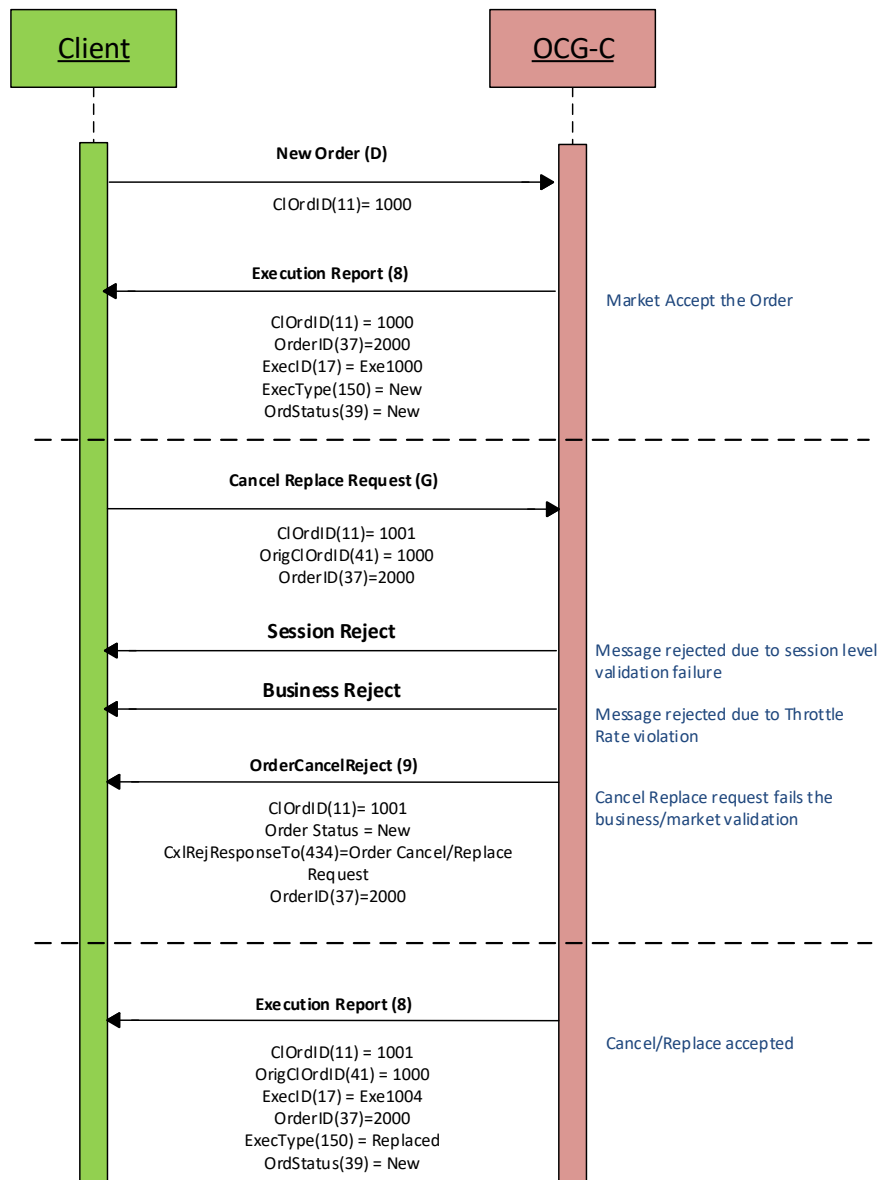 Client
OCG-C
New Order (D)
ClOrdID(11)= 1000
Execution Report (8)
Market Accept the Order
ClOrdID(11) = 1000
OrderID(37)=2000
ExecID(17) = Exe1000
ExecType(150) = New
OrdStatus(39) = New
Cancel Replace Request (G)
ClOrdID(11)= 1001
OrigClOrdID(41) = 1000
OrderID(37)=2000
Session Reject
Message rejected due to session level
validation failure
Business Reject
Message rejected due to Throttle
Rate violation
OrderCancelReject (9)
Cancel Replace request fails the
business/market validation
ClOrdID(11)= 1001
Order Status = New
CxlRejResponseTo(434)=Order Cancel/Replace
Request
OrderID(37)=2000
Execution Report (8)
Cancel/Replace accepted
ClOrdID(11) = 1001
OrigClOrdID(41) = 1000
ExecID(17) = Exe1004
OrderID(37)=2000
ExecType(150) = Replaced
OrdStatus(39) = New